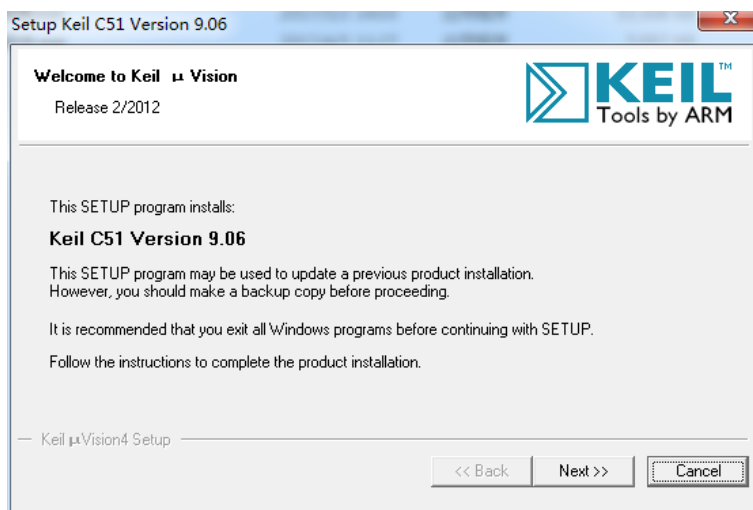 Setup Keil C51 Version 9.06
x
Welcome to Keil μ Vision
Release 2/2012
KEIL™
Tools by ARM
This SETUP program installs:
Keil C51 Version 9.06
This SETUP program may be used to update a previous product installation.
However, you should make a backup copy before proceeding.
It is recommended that you exit all Windows programs before continuing with SETUP.
Follow the instructions to complete the product installation.
Keil μVision4 Setup
<< Back
Next >>
Cancel